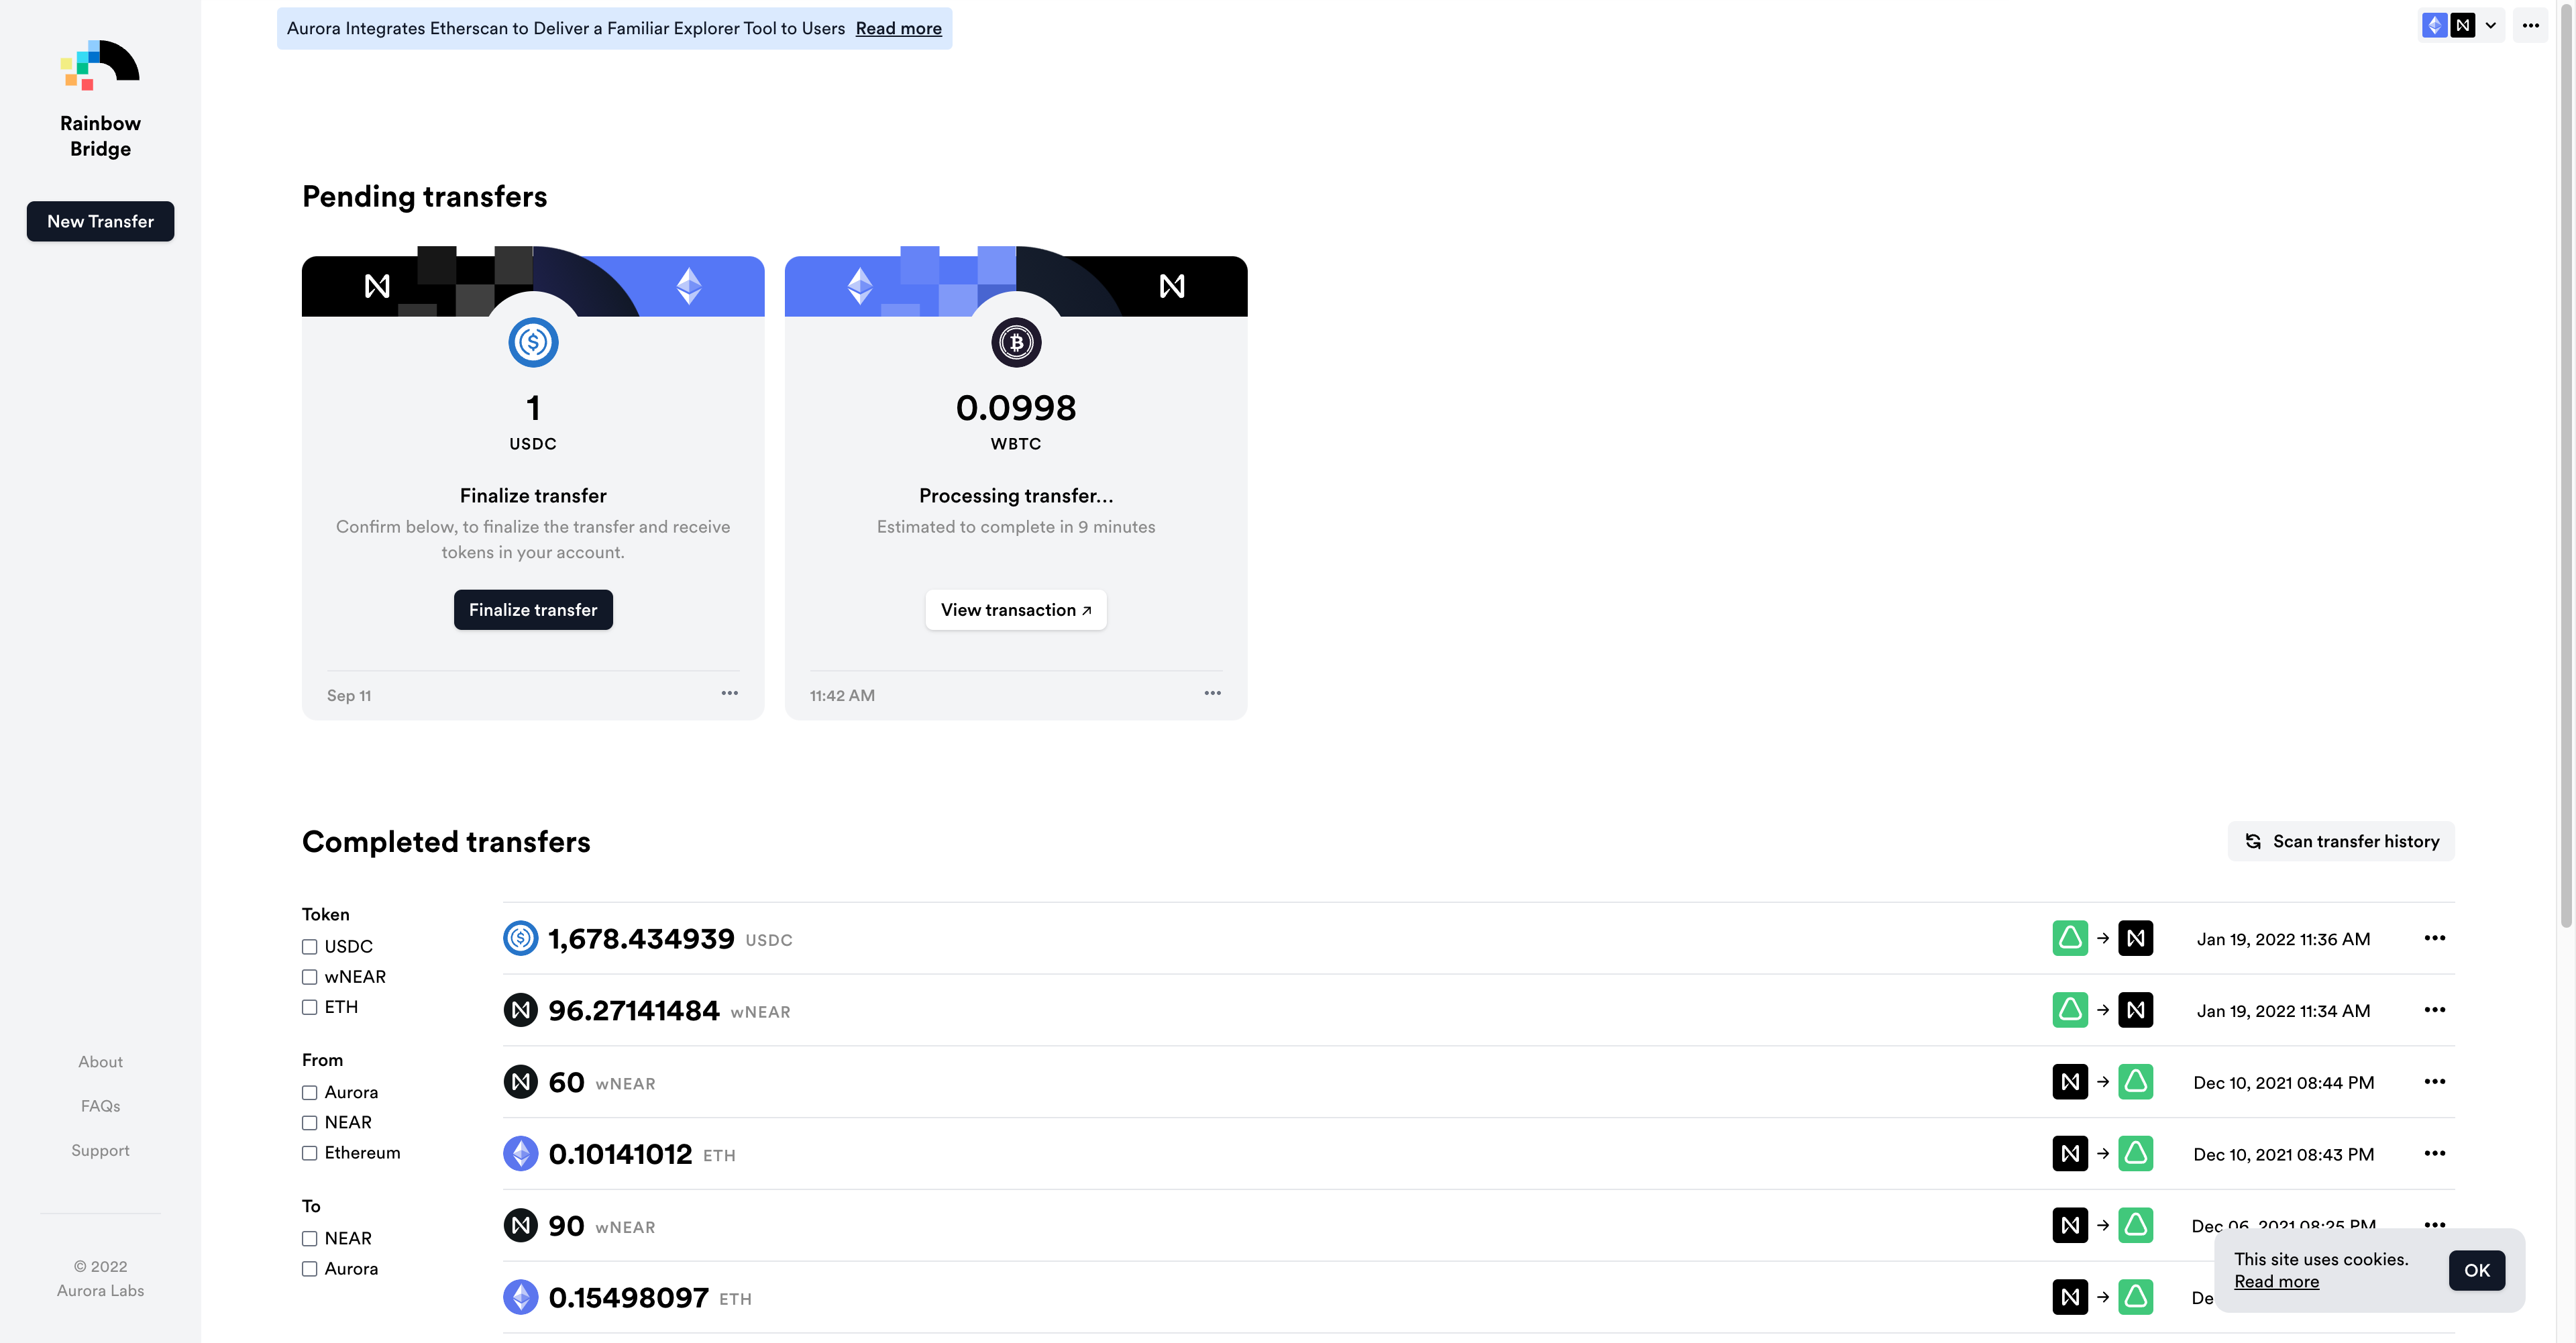 Aurora Integrates Etherscan to Deliver a Familiar Explorer Tool to Users Read more
Rainbow
Bridge
New Transfer
Pending transfers
1
USDC
Finalize transfer
Confirm below, to finalize the transfer and receive
tokens in your account.
Finalize transfer
Sep 11
0.0998
WBTC
Processing transfer...
Estimated to complete in 9 minutes
View transaction
11:42 AM
Completed transfers
Scan transfer history
Token
USDC
wNEAR
ETH
From
Aurora
NEAR
Ethereum
To
NEAR
Aurora
1,678.434939 USDC Jan 19, 2022 11:36 AM
96.27141484 wNEAR Jan 19, 2022 11:34 AM
60 wNEAR Dec 10, 2021 08:44 PM
0.10141012 ETH Dec 10, 2021 08:43 PM
90 wNEAR Dec 06, 2021 08:25 PM
0.15498097 ETH De
About
FAQs
Support
© 2022
Aurora Labs
This site uses cookies.
Read more
OK